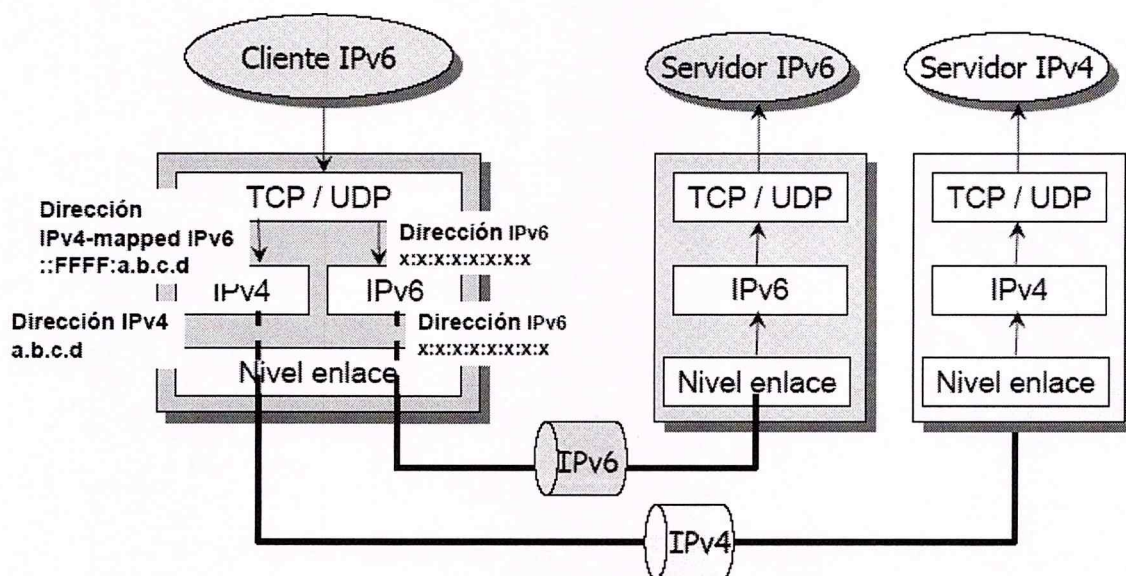 Cliente IPv6
Servidor IPv6
Servidor IPv4
TCP / UDP
Dirección
IPv4-mapped IPv6
::FFFF:a.b.c.d
Dirección IPv6
x:x:x:x:x:x:x:x
IPv4
IPv6
Dirección IPv4
a.b.c.d
Dirección IPv6
x:x:x:x:x:x:x:x
Nivel enlace
TCP / UDP
IPv6
Nivel enlace
TCP / UDP
IPv4
Nivel enlace
IPv6
IPv4